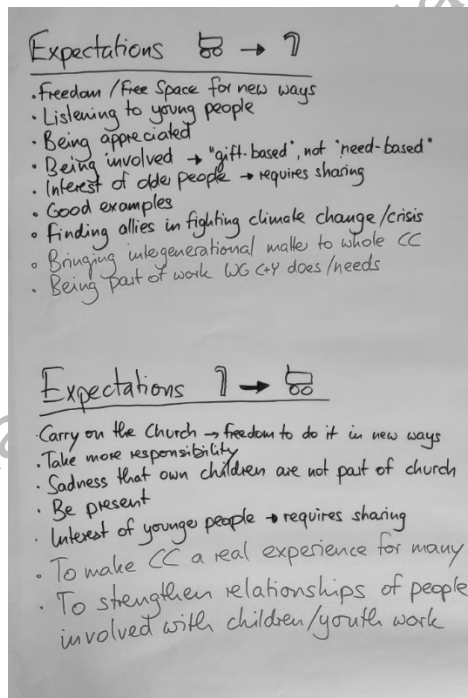 Expectations →
• Freedom / Free Space for new ways
• Listening to young people
• Being appreciated
• Being involved → "gift-based", not "need-based"
• Interest of older people → requires sharing
• Good examples
• Finding allies in fighting climate change/crisis
• Bringing intergenerational matter to whole CC
• Being part of work WG C+Y does/needs
Expectations →
• Carry on the Church → freedom to do it in new ways
• Take more responsibility
• Sadness that own children are not part of church
• Be present
• Interest of younger people → requires sharing
• To make CC a real experience for many
• To strengthen relationships of people
involved with children/youth work